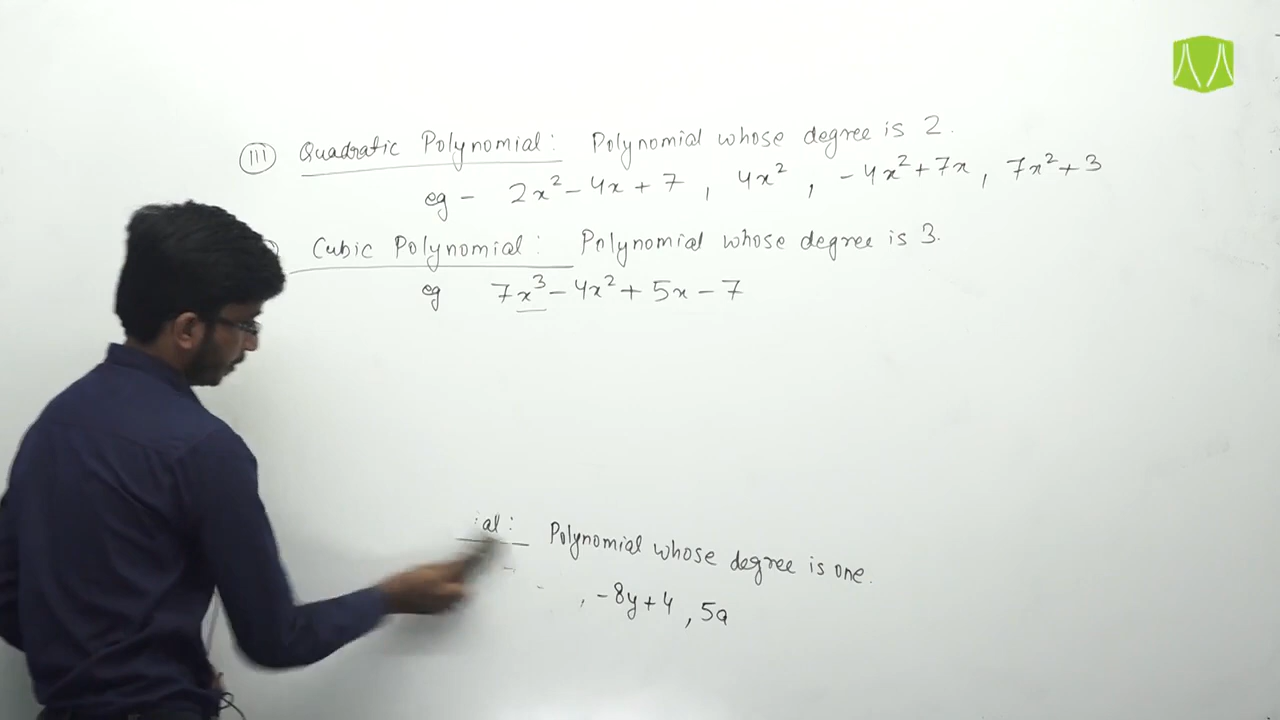 III Quadratic Polynomial: Polynomial whose degree is 2.
eg - 2x² - 4x + 7, 4x², -4x² + 7x, 7x² + 3
Cubic Polynomial: Polynomial whose degree is 3.
eg 7x³ - 4x² + 5x - 7
ial: Polynomial whose degree is one.
, -8y + 4, 5a